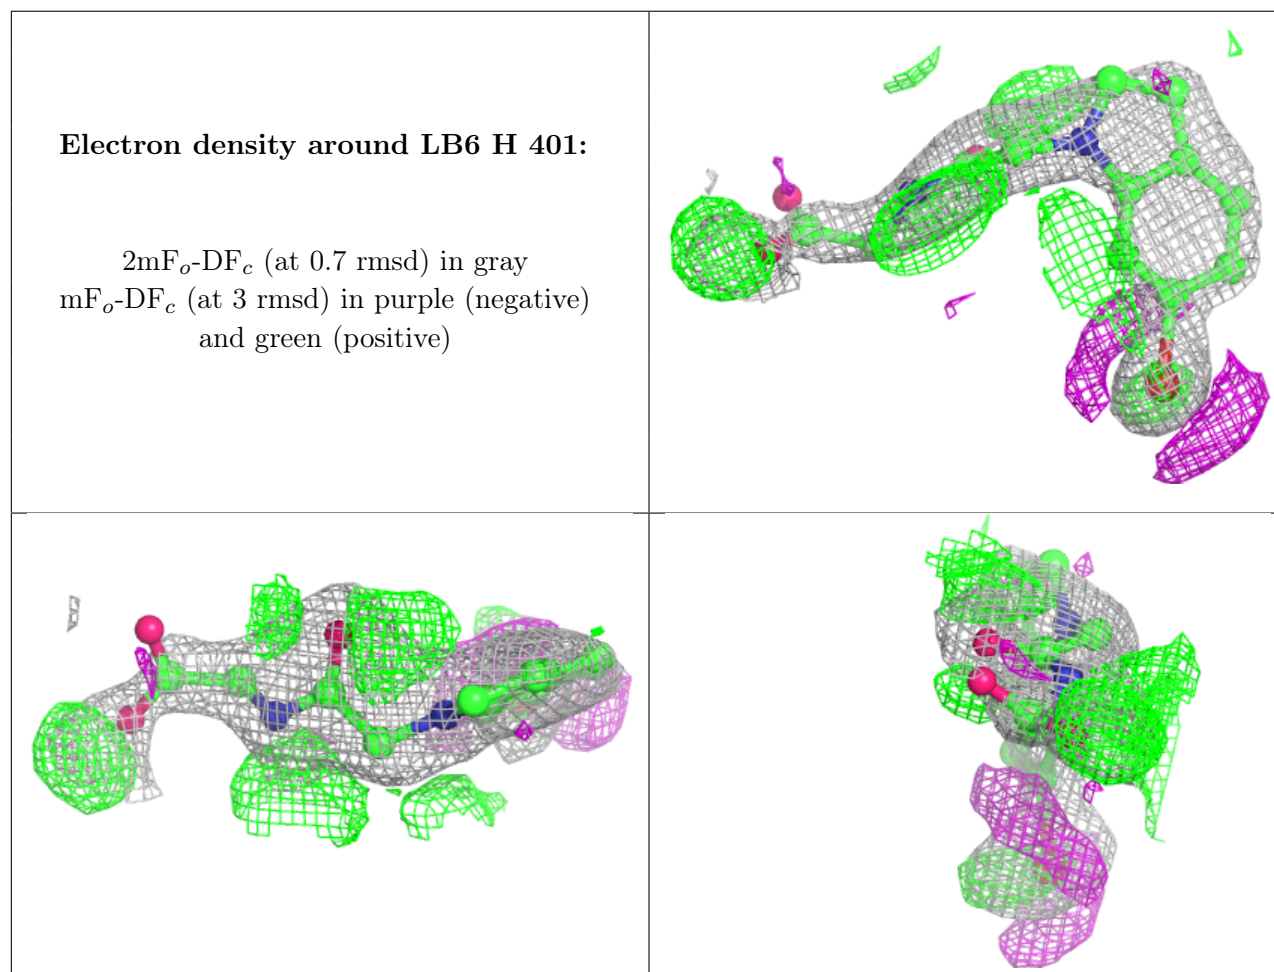 Electron density around LB6 H 401:
2mFo-DFc (at 0.7 rmsd) in gray
mFo-DFc (at 3 rmsd) in purple (negative)
and green (positive)